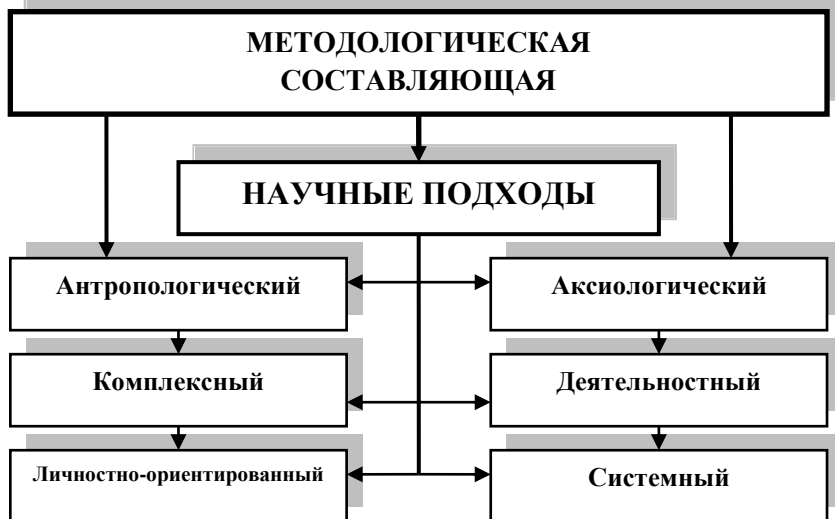 МЕТОДОЛОГИЧЕСКАЯ
СОСТАВЛЯЮЩАЯ
НАУЧНЫЕ ПОДХОДЫ
Антропологический
Аксиологический
Комплексный
Деятельностный
Личностно-ориентированный
Системный